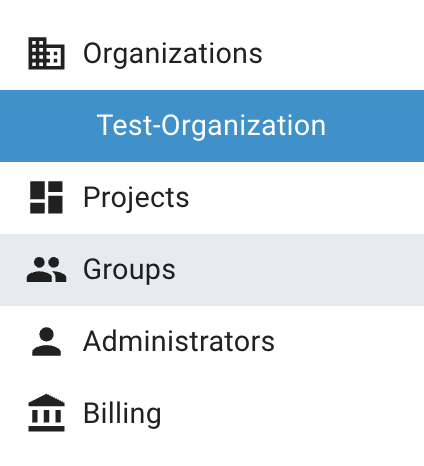 Organizations
Test-Organization
Projects
Groups
Administrators
Billing